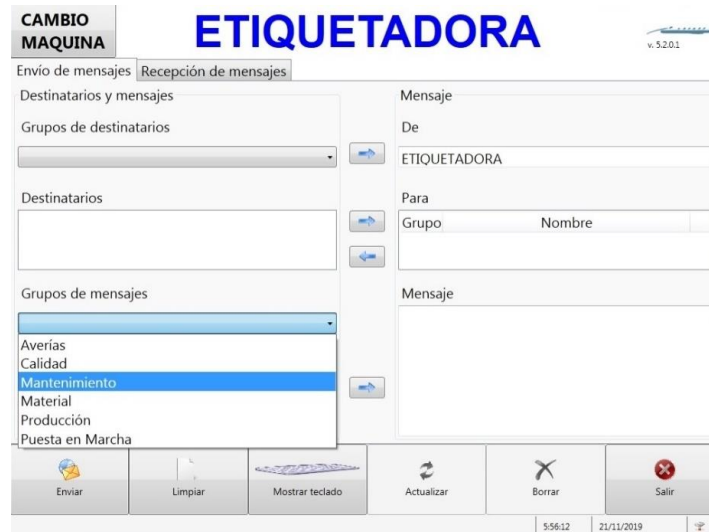 CAMBIO
MAQUINA
ETIQUETADORA
v. 5.2.0.1
Envío de mensajes
Recepción de mensajes
Destinatarios y mensajes
Grupos de destinatarios
Destinatarios
Grupos de mensajes
Averías
Calidad
Mantenimiento
Material
Producción
Puesta en Marcha
Mensaje
De
ETIQUETADORA
Para
Grupo Nombre
Mensaje
Enviar
Limpiar
Mostrar teclado
Actualizar
Borrar
Salir
5:56:12
21/11/2019